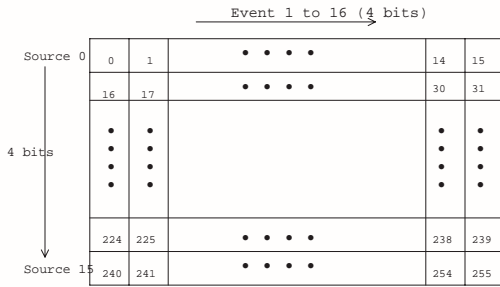 Event 1 to 16 (4 bits)
Source 0
0 1 14 15
16 17 30 31
4 bits
224 225 238 239
Source 15
240 241 254 255